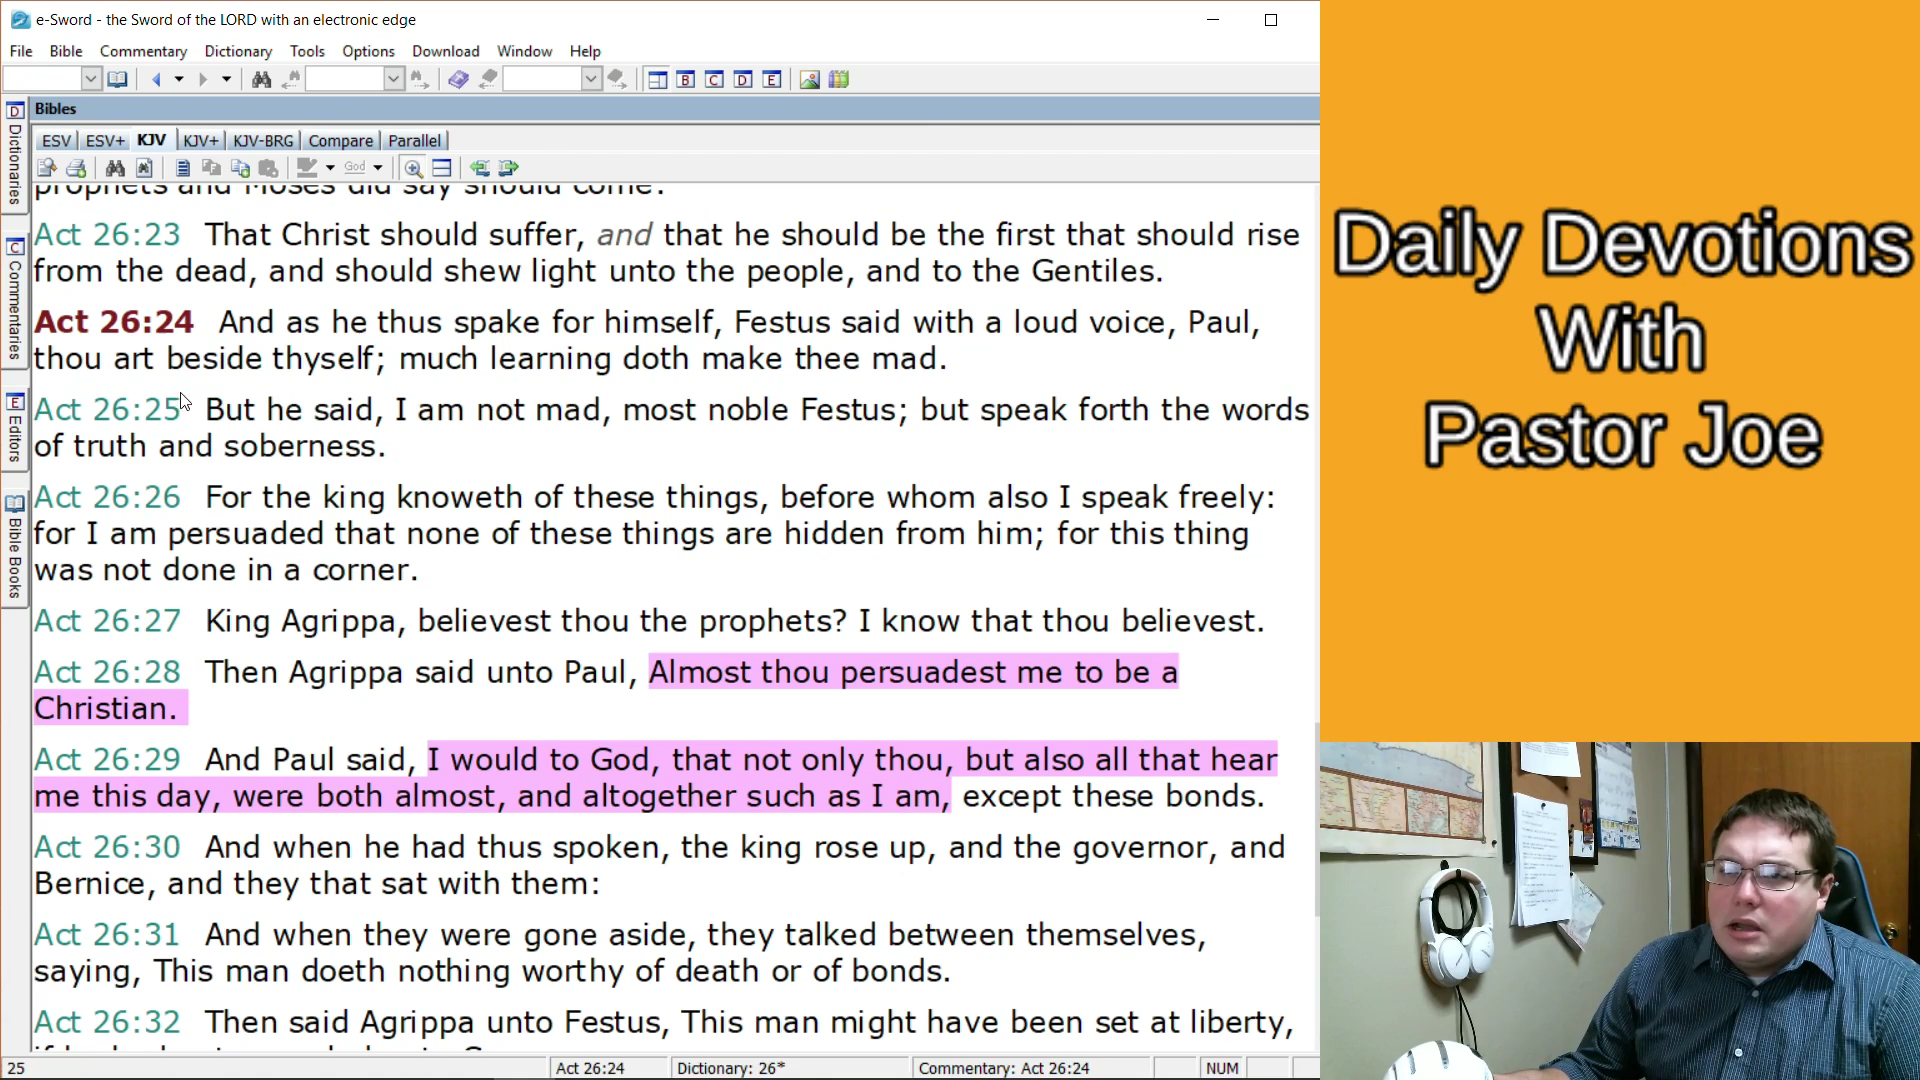 e-Sword - the Sword of the LORD with an electronic edge
File Bible Commentary Dictionary Tools Options Download Window Help
B C D E
Bibles
ESV ESV+ KJV KJV+ KJV-BRG Compare Parallel
God
D Dictionaries
C Commentaries
E Editors
Bible Books
prophets and Moses did say should come:
Act 26:23 That Christ should suffer, and that he should be the first that should rise
from the dead, and should shew light unto the people, and to the Gentiles.
Act 26:24 And as he thus spake for himself, Festus said with a loud voice, Paul,
thou art beside thyself; much learning doth make thee mad.
Act 26:25 But he said, I am not mad, most noble Festus; but speak forth the words
of truth and soberness.
Act 26:26 For the king knoweth of these things, before whom also I speak freely:
for I am persuaded that none of these things are hidden from him; for this thing
was not done in a corner.
Act 26:27 King Agrippa, believest thou the prophets? I know that thou believest.
Act 26:28 Then Agrippa said unto Paul, Almost thou persuadest me to be a
Christian.
Act 26:29 And Paul said, I would to God, that not only thou, but also all that hear
me this day, were both almost, and altogether such as I am, except these bonds.
Act 26:30 And when he had thus spoken, the king rose up, and the governor, and
Bernice, and they that sat with them:
Act 26:31 And when they were gone aside, they talked between themselves,
saying, This man doeth nothing worthy of death or of bonds.
Act 26:32 Then said Agrippa unto Festus, This man might have been set at liberty,
25 Act 26:24 Dictionary: 26* Commentary: Act 26:24 NUM
Daily Devotions
With
Pastor Joe